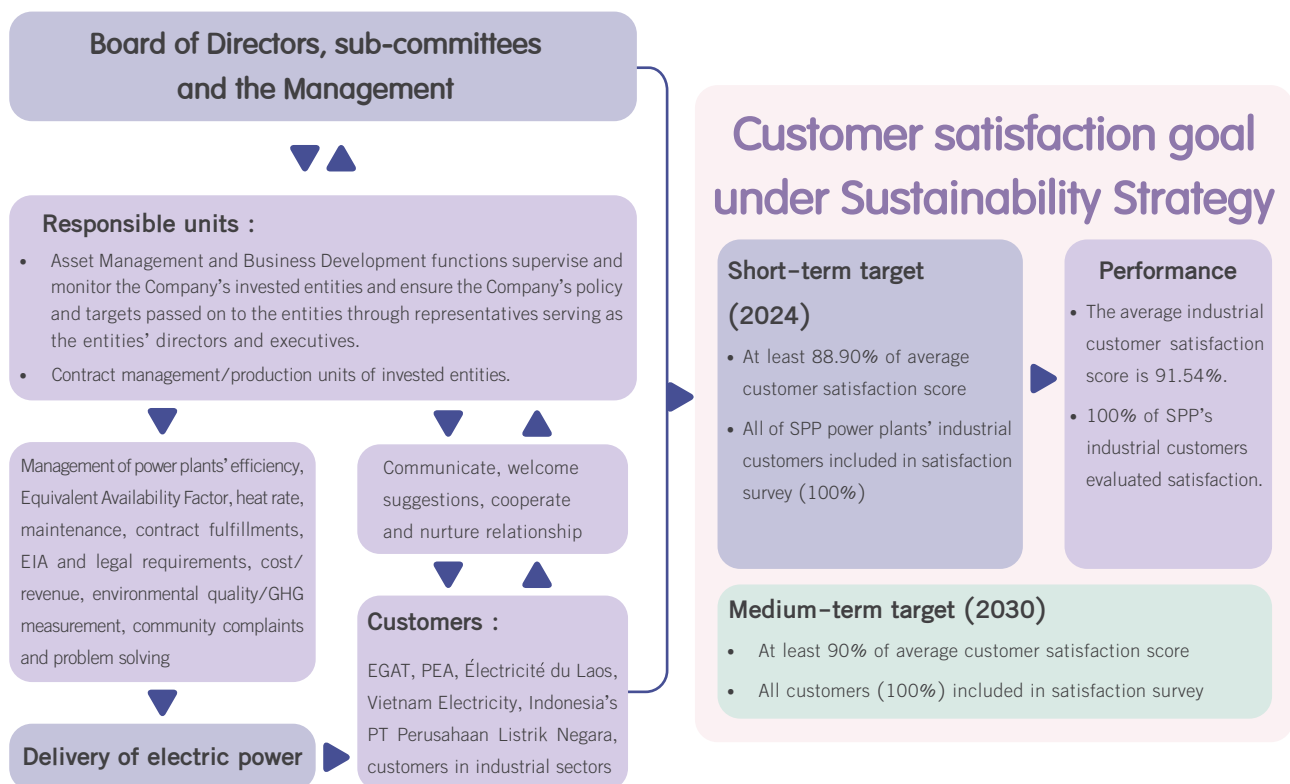 Board of Directors, sub-committees
and the Management
Responsible units :
• Asset Management and Business Development functions supervise and
monitor the Company's invested entities and ensure the Company's policy
and targets passed on to the entities through representatives serving as
the entities' directors and executives.
• Contract management/production units of invested entities.
Management of power plants' efficiency,
Equivalent Availability Factor, heat rate,
maintenance, contract fulfillments,
EIA and legal requirements, cost/
revenue, environmental quality/GHG
measurement, community complaints
and problem solving
Delivery of electric power
Communicate, welcome
suggestions, cooperate
and nurture relationship
Customers :
EGAT, PEA, Électricité du Laos,
Vietnam Electricity, Indonesia's
PT Perusahaan Listrik Negara,
customers in industrial sectors
Customer satisfaction goal
under Sustainability Strategy
Short-term target
(2024)
• At least 88.90% of average
customer satisfaction score
• All of SPP power plants' industrial
customers included in satisfaction
survey (100%)
Performance
• The average industrial
customer satisfaction
score is 91.54%.
• 100% of SPP's
industrial customers
evaluated satisfaction.
Medium-term target (2030)
• At least 90% of average customer satisfaction score
• All customers (100%) included in satisfaction survey